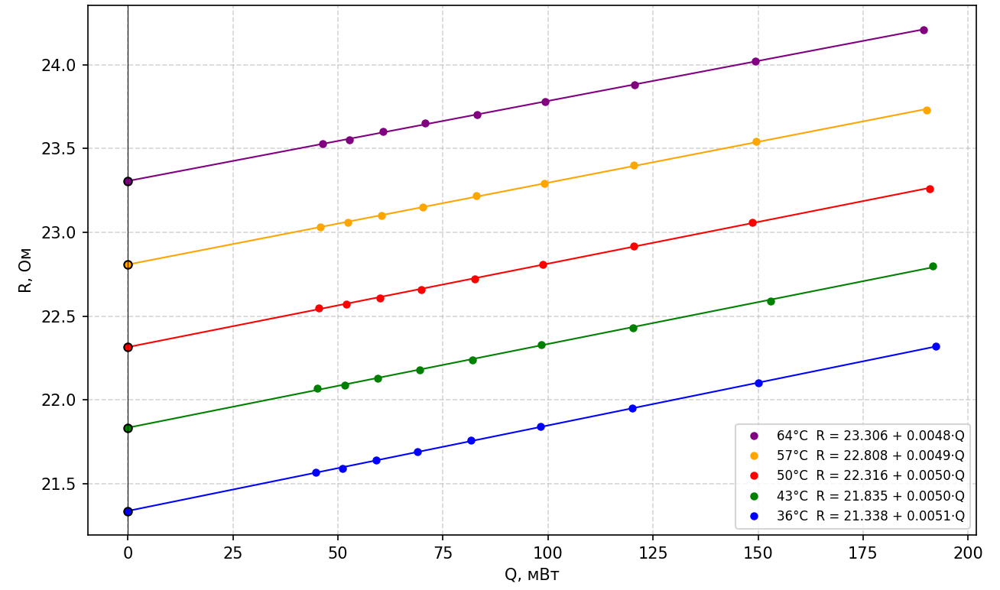 24.0
23.5
23.0
22.5
22.0
21.5
R, Ом
64°C R = 23.306 + 0.0048·Q
57°C R = 22.808 + 0.0049·Q
50°C R = 22.316 + 0.0050·Q
43°C R = 21.835 + 0.0050·Q
36°C R = 21.338 + 0.0051·Q
0 25 50 75 100 125 150 175 200
Q, мВт